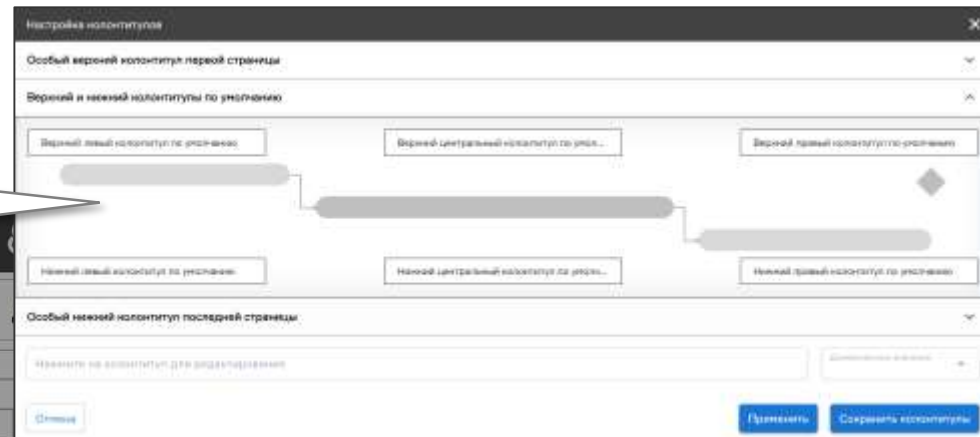 Настройка колонтитулов
Особый верхний колонтитул первой страницы
Верхний и нижний колонтитулы по умолчанию
Верхний левый колонтитул по умолчанию
Верхний центральный колонтитул по умол...
Верхний правый колонтитул по умолчанию
Нижний левый колонтитул по умолчанию
Нижний центральный колонтитул по умолч...
Нижний правый колонтитул по умолчанию
Особый нижний колонтитул последней страницы
Нажмите на колонтитул для редактирования
Отмена
Применить
Сохранить колонтитулы